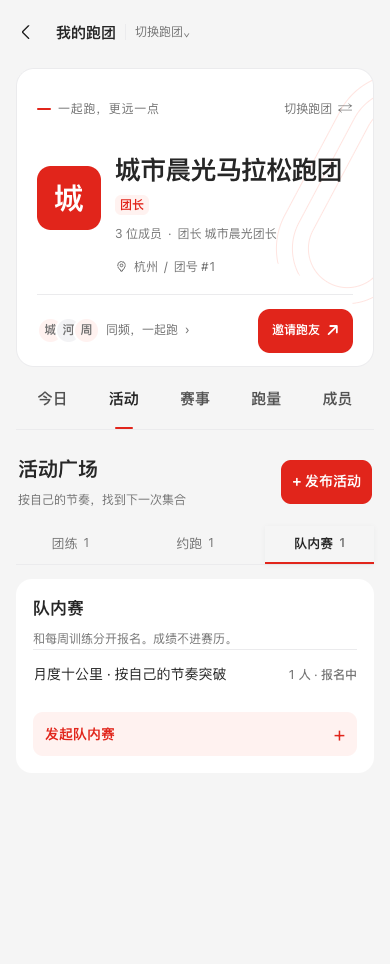 我的跑团
切换跑团
一起跑，更远一点
切换跑团
城
城市晨光马拉松跑团
团长
3 位成员 · 团长 城市晨光团长
杭州 / 团号 #1
城 河 周 同频，一起跑 ›
邀请跑友
今日 活动 赛事 跑量 成员
活动广场
按自己的节奏，找到下一次集合
+ 发布活动
团练 1 约跑 1 队内赛 1
队内赛
和每周训练分开报名。成绩不进赛历。
月度十公里 · 按自己的节奏突破 1 人 · 报名中
发起队内赛 +